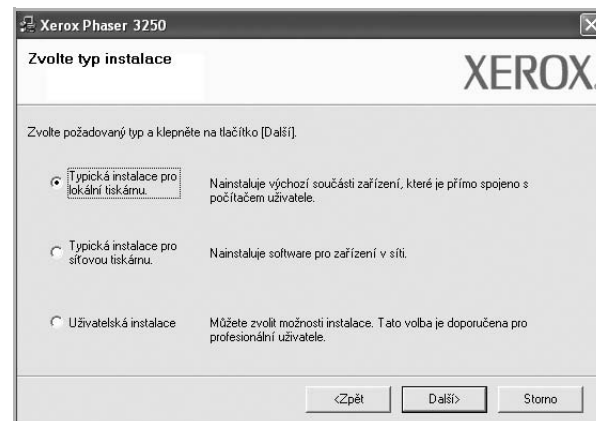 Xerox Phaser 3250
Zvolte typ instalace
XEROX.
Zvolte požadovaný typ a klepněte na tlačítko [Další].
Typická instalace pro
lokální tiskárnu.
Nainstaluje výchozí součásti zařízení, které je přímo spojeno s
počítačem uživatele.
Typická instalace pro
síťovou tiskárnu.
Nainstaluje software pro zařízení v síti.
Uživatelská instalace
Můžete zvolit možnosti instalace. Tato volba je doporučena pro
profesionální uživatele.
<Zpět
Další>
Storno